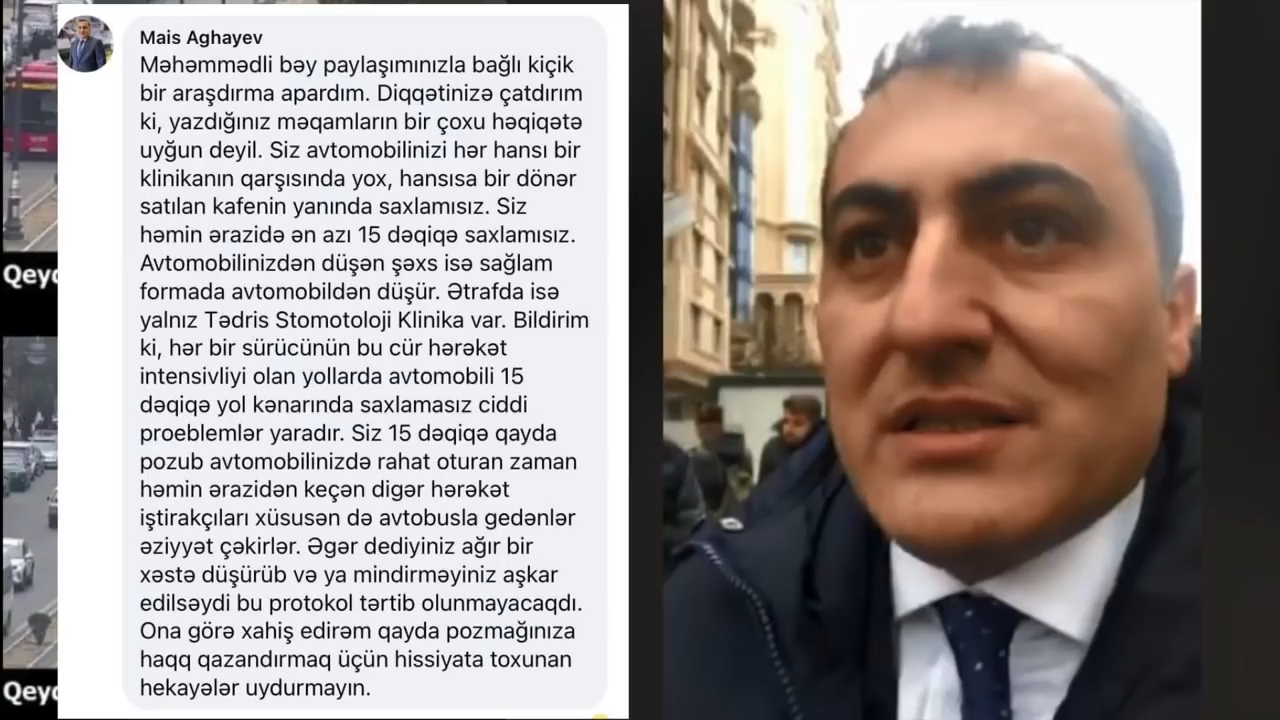 Mais Aghayev
Məhəmmədli bəy paylaşımınızla bağlı kiçik
bir araşdırma apardım. Diqqətinizə çatdırım
ki, yazdığınız məqamların bir çoxu həqiqətə
uyğun deyil. Siz avtomobilinizi hər hansı bir
klinikanın qarşısında yox, hansısa bir dönər
satılan kafenin yanında saxlamısız. Siz
həmin ərazidə ən azı 15 dəqiqə saxlamısız.
Avtomobilinizdən düşən şəxs isə sağlam
formada avtomobildən düşür. Ətrafda isə
yalnız Tədris Stomotoloji Klinika var. Bildirim
ki, hər bir sürücünün bu cür hərəkət
intensivliyi olan yollarda avtomobili 15
dəqiqə yol kənarında saxlamasız ciddi
proeblemlər yaradır. Siz 15 dəqiqə qayda
pozub avtomobilinizdə rahat oturan zaman
həmin ərazidən keçən digər hərəkət
iştirakçıları xüsusən də avtobusla gedənlər
əziyyət çəkirlər. Əgər dediyiniz ağır bir
xəstə düşürüb və ya mindirməyiniz aşkar
edilsəydi bu protokol tərtib olunmayacaqdı.
Ona görə xahiş edirəm qayda pozmağınıza
haqq qazandırmaq üçün hissiyata toxunan
hekayələr uydurmayın.
Qeyd
Qeyd